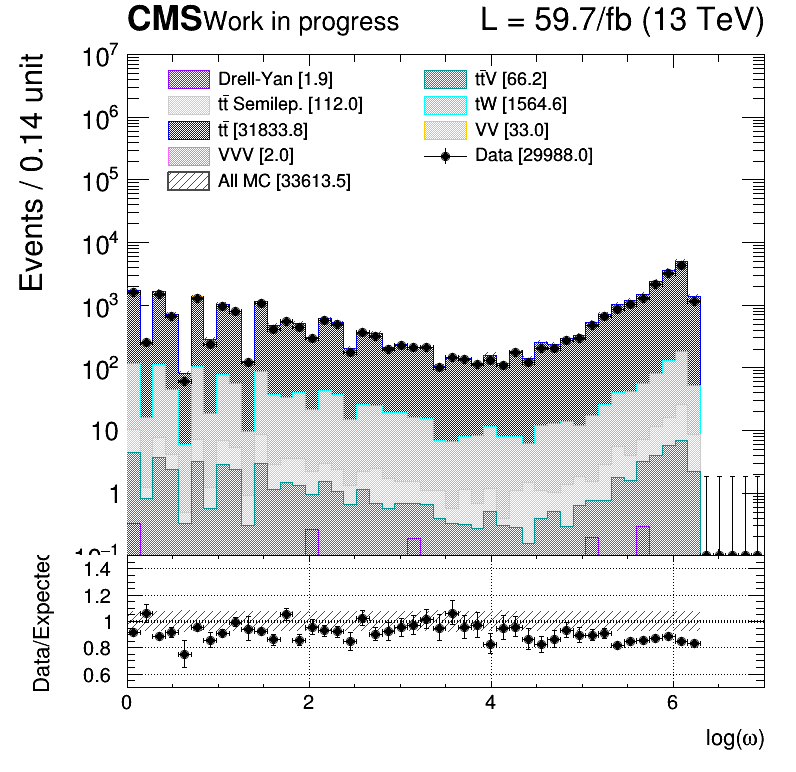 CMS Work in progress L = 59.7/fb (13 TeV)
Events / 0.14 unit
10⁷
10⁶
10⁵
10⁴
10³
10²
10
1
10⁻¹
Drell-Yan [1.9]
tt̄ Semilep. [112.0]
tt̄ [31833.8]
VVV [2.0]
All MC [33613.5]
tt̄V [66.2]
tW [1564.6]
VV [33.0]
Data [29988.0]
Data/Expected
1.4
1.2
1
0.8
0.6
0 2 4 6
log(ω)